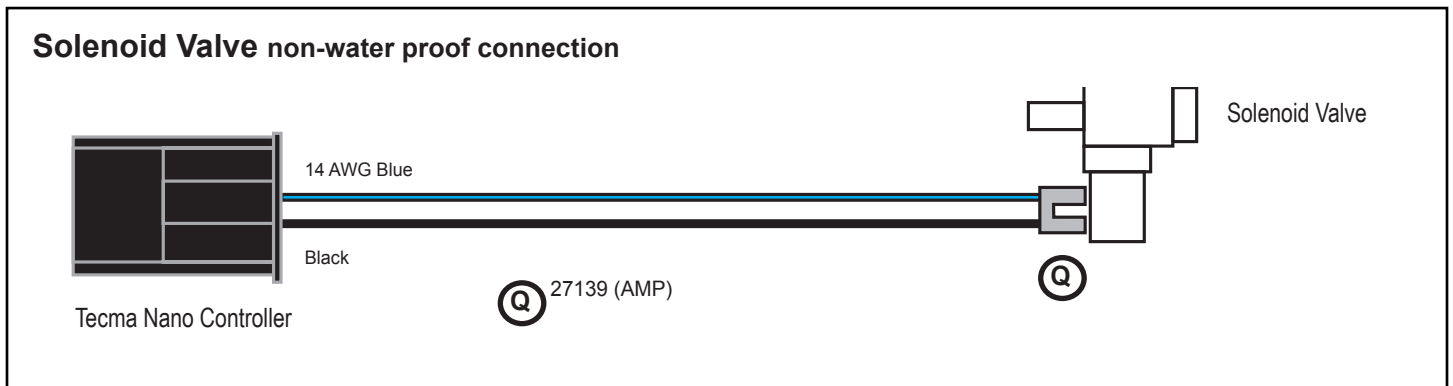 Solenoid Valve non-water proof connection
Solenoid Valve
14 AWG Blue
Black
Q 27139 (AMP)
Q
Tecma Nano Controller